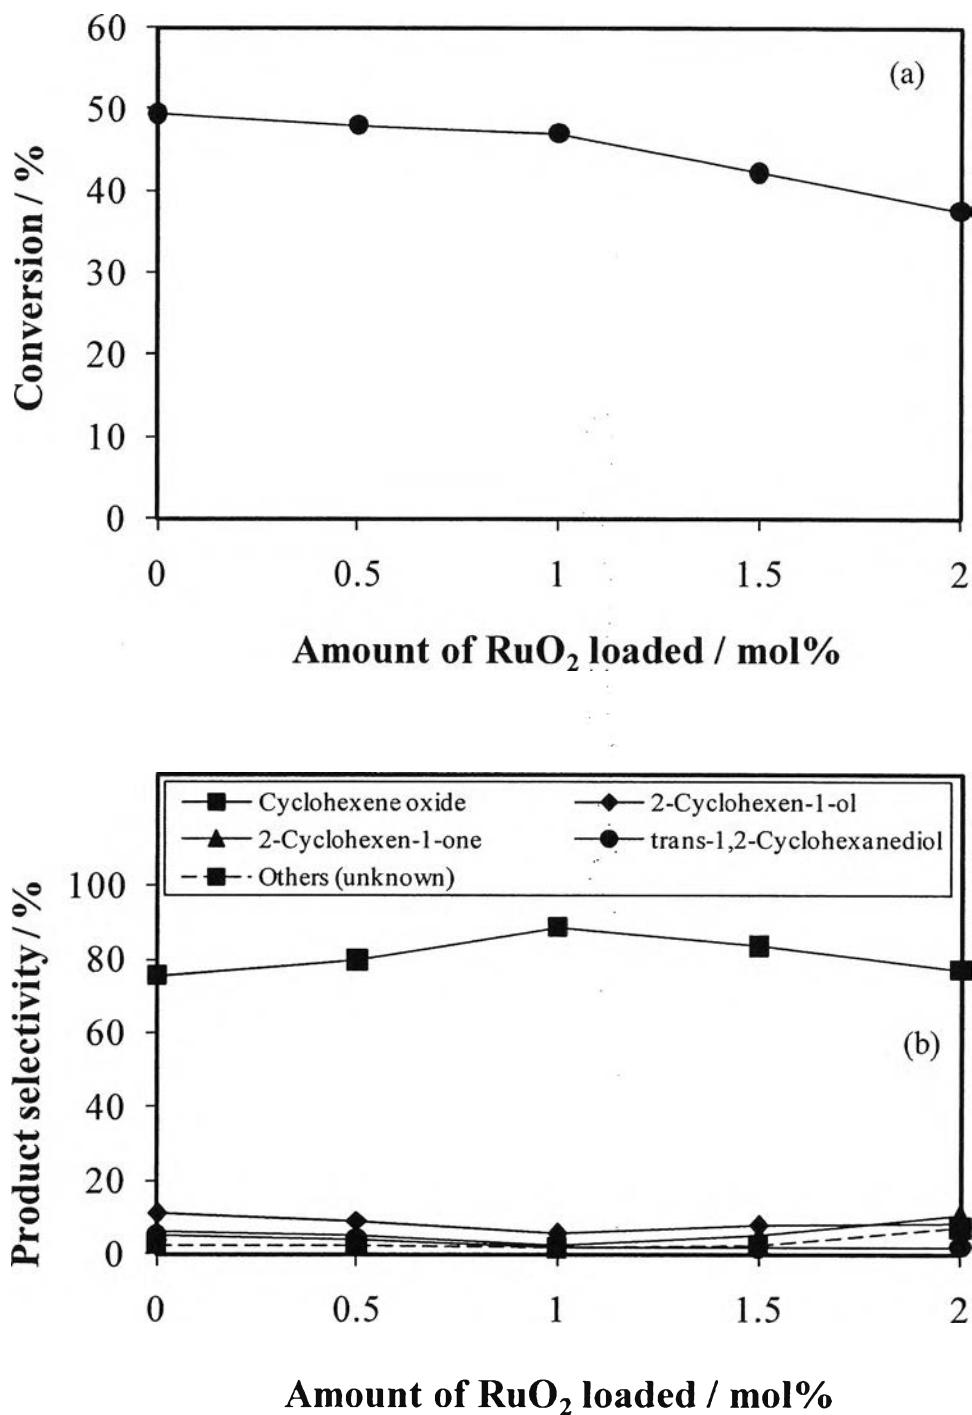 60
50
40
30
20
10
0
Conversion / %
(a)
0 0.5 1 1.5 2
Amount of RuO₂ loaded / mol%
Cyclohexene oxide
2-Cyclohexen-1-ol
2-Cyclohexen-1-one
trans-1,2-Cyclohexanediol
Others (unknown)
100
80
60
40
20
0
Product selectivity / %
(b)
0 0.5 1 1.5 2
Amount of RuO₂ loaded / mol%